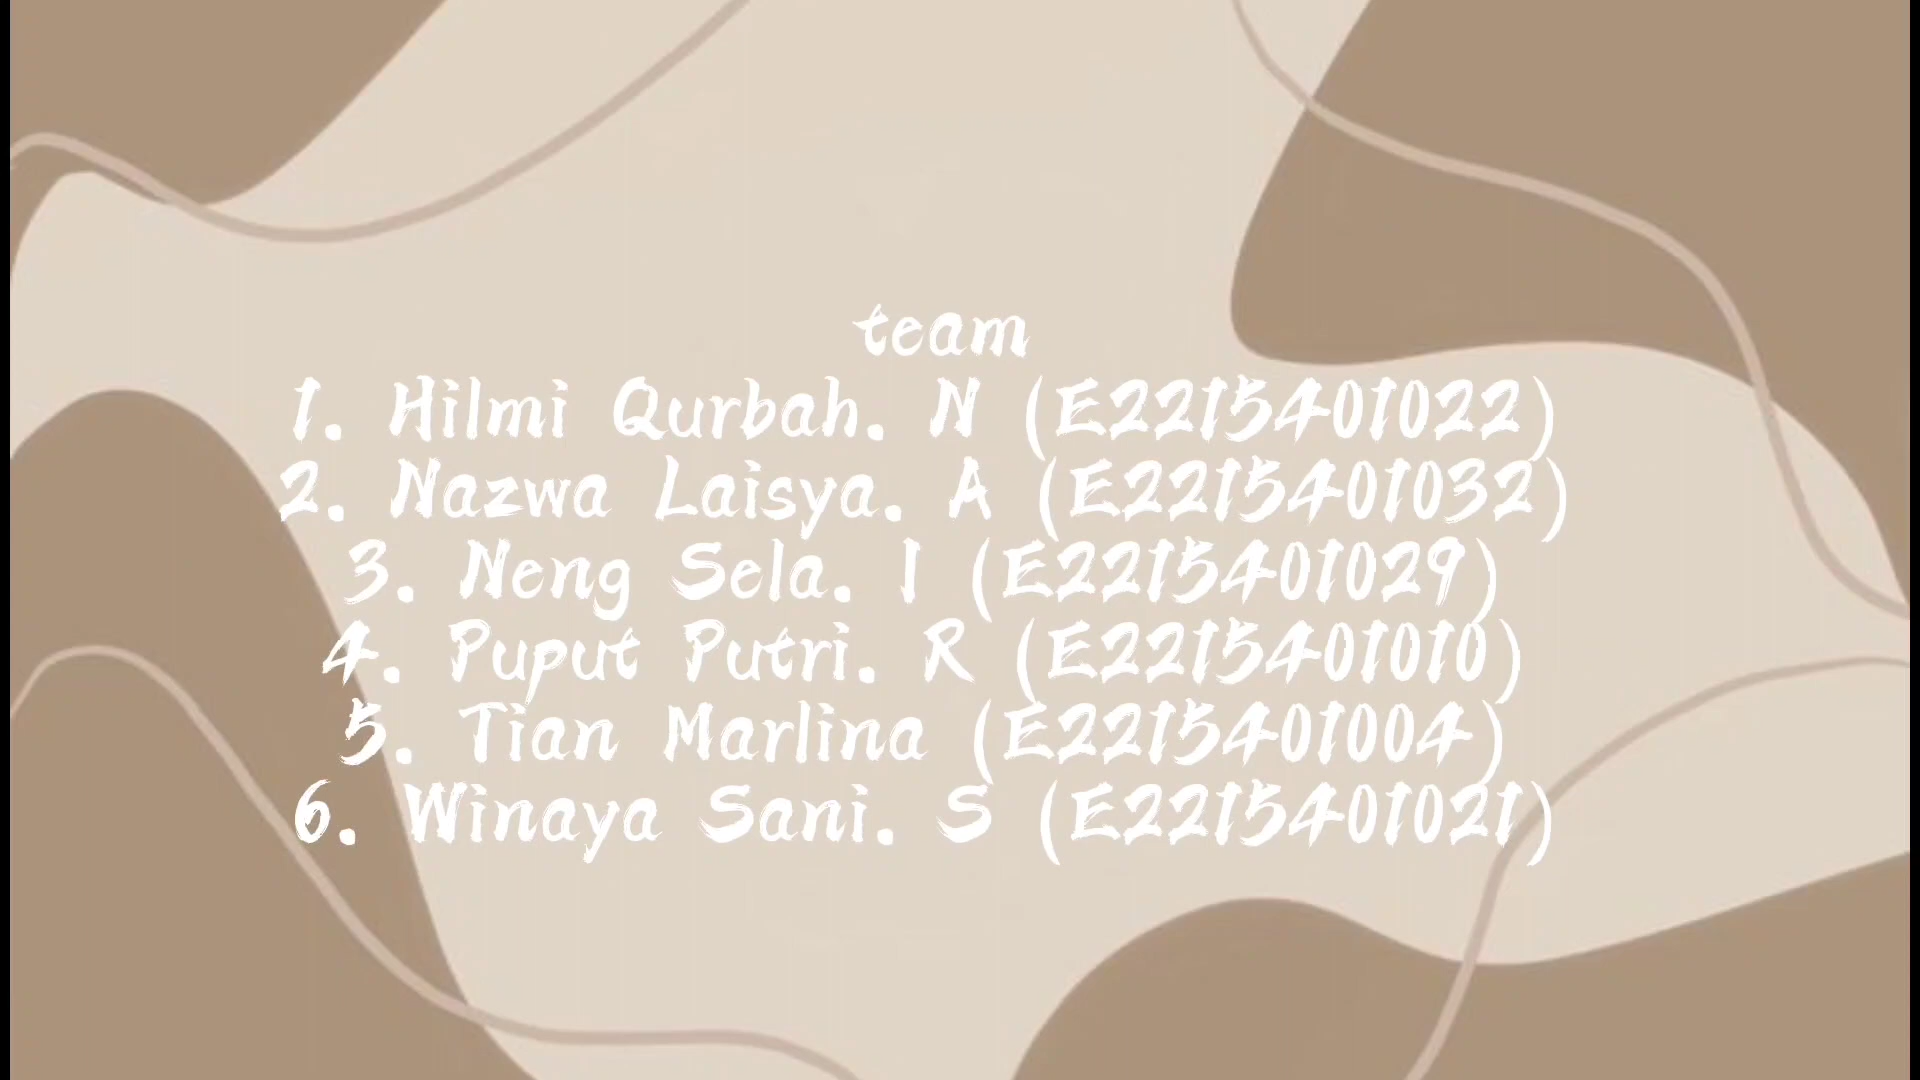 team
1. Hilmi Qurbah. N (E2215401022)
2. Nazwa Laisya. A (E2215401032)
3. Neng Sela. I (E2215401029)
4. Puput Putri. R (E2215401010)
5. Tian Marlina (E2215401004)
6. Winaya Sani. S (E2215401021)